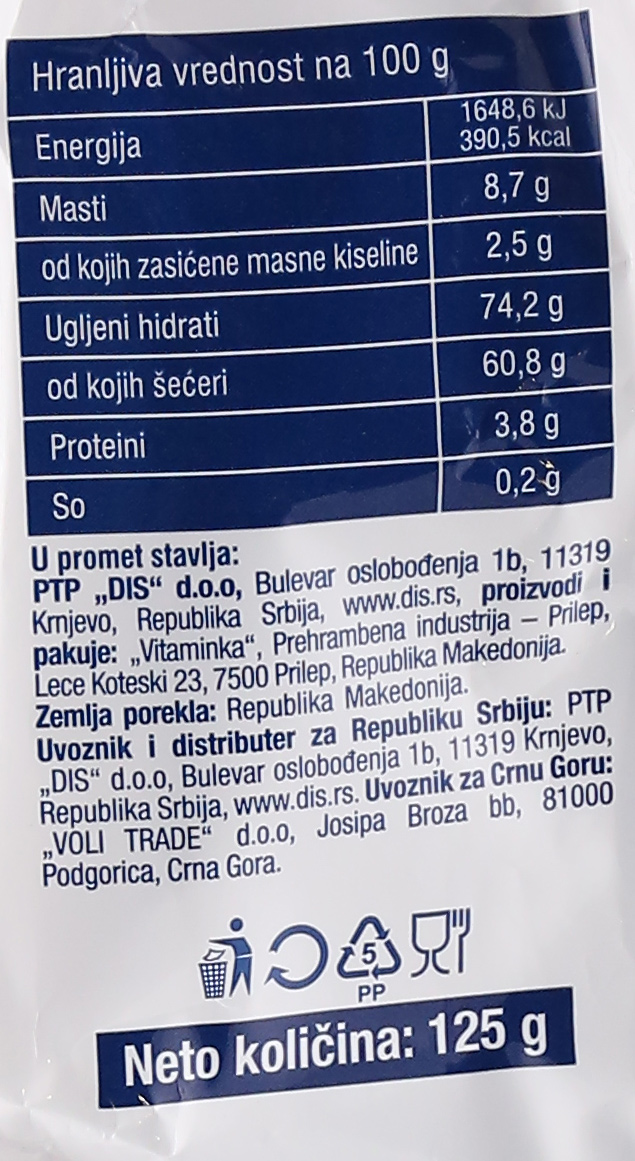 Hranljiva vrednost na 100 g
Energija 1648,6 kJ
390,5 kcal
Masti 8,7 g
od kojih zasićene masne kiseline 2,5 g
Ugljeni hidrati 74,2 g
od kojih šećeri 60,8 g
Proteini 3,8 g
So 0,2 g
U promet stavlja:
PTP „DIS“ d.o.o, Bulevar oslobođenja 1b, 11319
Krnjevo, Republika Srbija, www.dis.rs, proizvodi i
pakuje: „Vitaminka“, Prehrambena industrija – Prilep,
Lece Koteski 23, 7500 Prilep, Republika Makedonija.
Zemlja porekla: Republika Makedonija.
Uvoznik i distributer za Republiku Srbiju: PTP
„DIS“ d.o.o, Bulevar oslobođenja 1b, 11319 Krnjevo,
Republika Srbija, www.dis.rs. Uvoznik za Crnu Goru:
„VOLI TRADE“ d.o.o, Josipa Broza bb, 81000
Podgorica, Crna Gora.
5
PP
Neto količina: 125 g